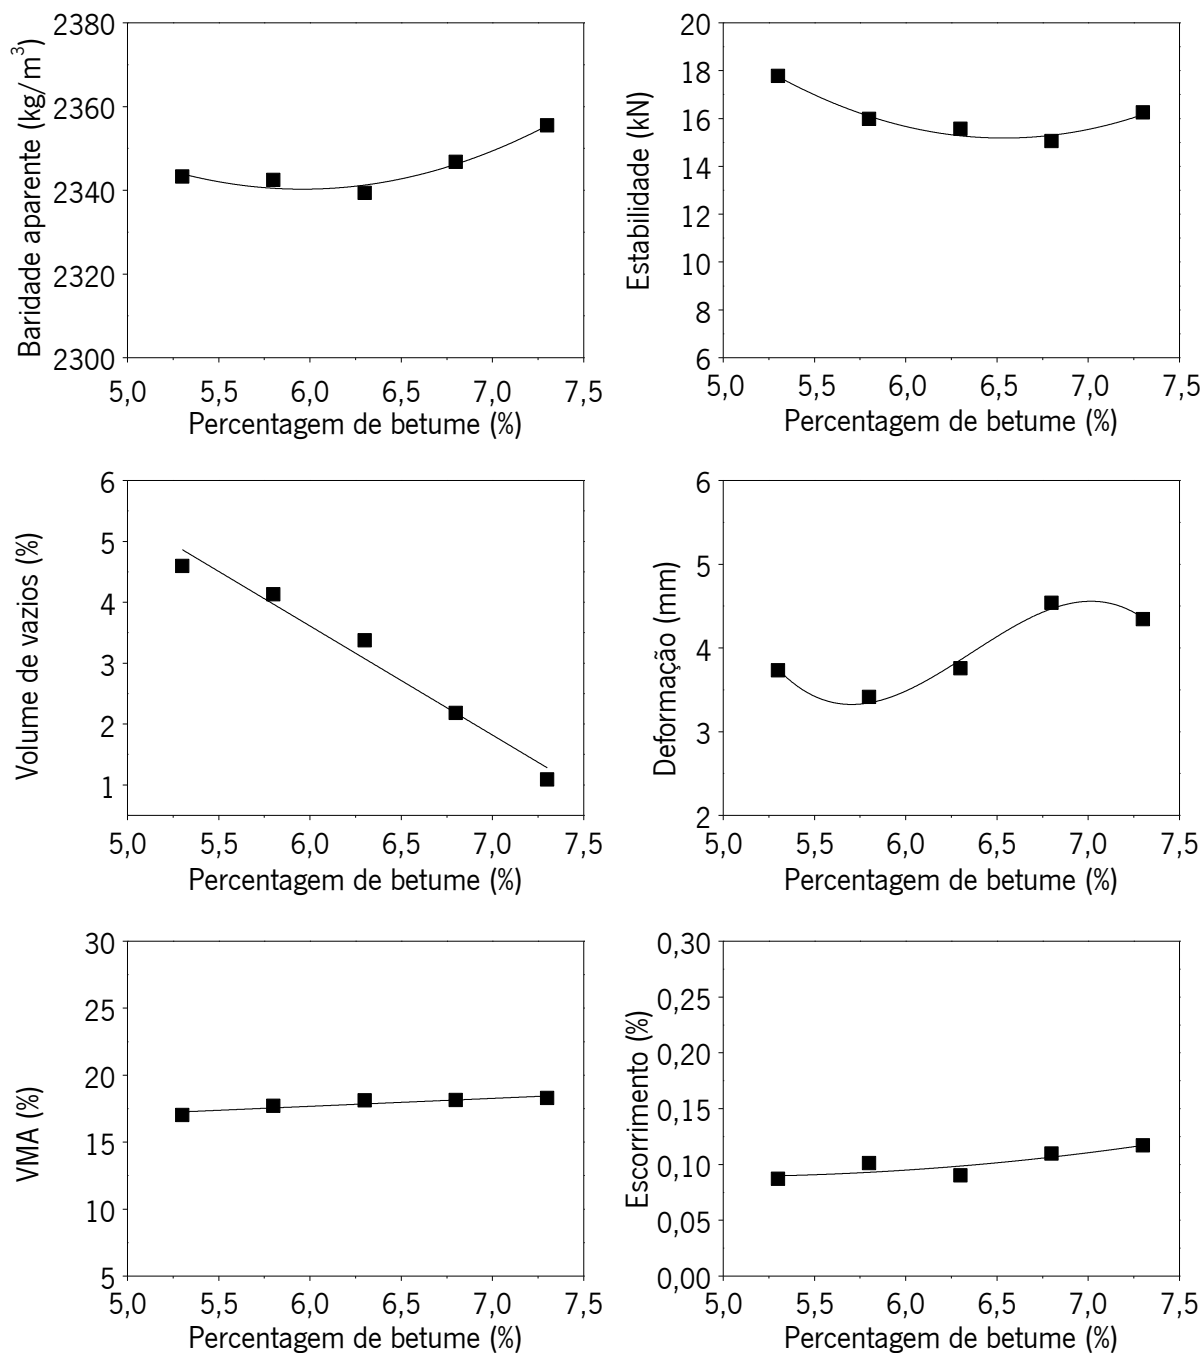 Baridade aparente (kg/m³)
2380
2360
2340
2320
2300
5,0 5,5 6,0 6,5 7,0 7,5
Percentagem de betume (%)
Estabilidade (kN)
20
18
16
14
12
10
8
6
5,0 5,5 6,0 6,5 7,0 7,5
Percentagem de betume (%)
Volume de vazios (%)
6
5
4
3
2
1
5,0 5,5 6,0 6,5 7,0 7,5
Percentagem de betume (%)
Deformação (mm)
6
5
4
3
2
5,0 5,5 6,0 6,5 7,0 7,5
Percentagem de betume (%)
VMA (%)
30
25
20
15
10
5
5,0 5,5 6,0 6,5 7,0 7,5
Percentagem de betume (%)
Escorrimento (%)
0,30
0,25
0,20
0,15
0,10
0,05
0,00
5,0 5,5 6,0 6,5 7,0 7,5
Percentagem de betume (%)